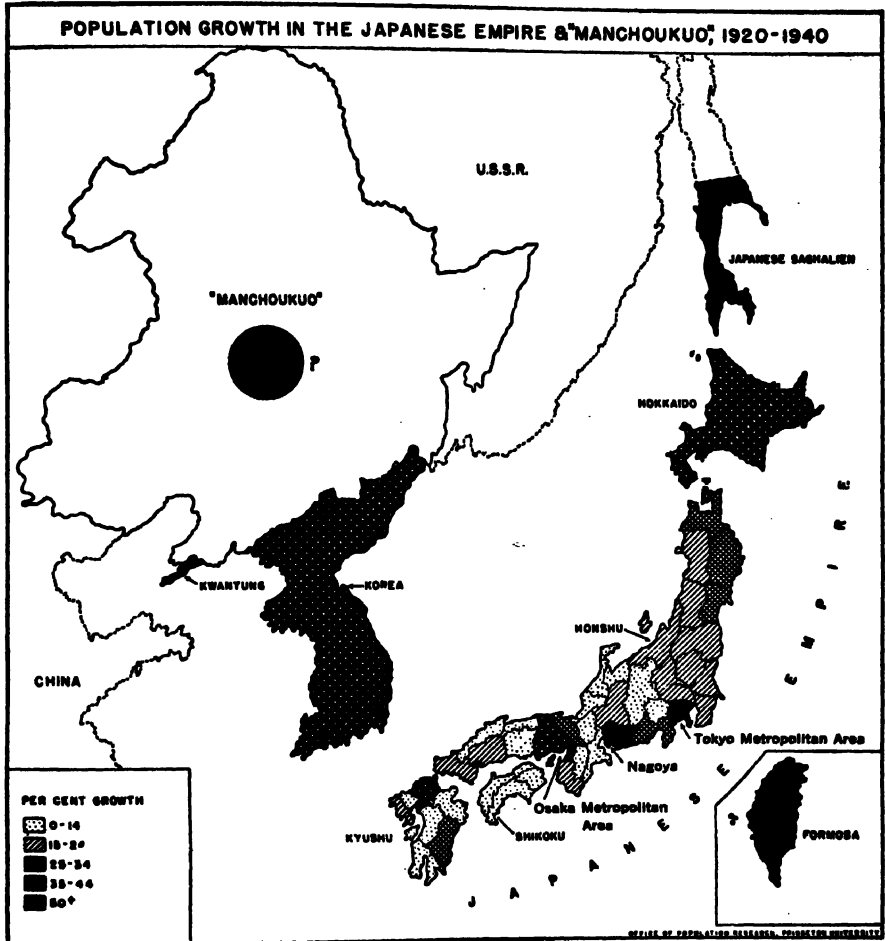 POPULATION GROWTH IN THE JAPANESE EMPIRE & "MANCHOUKUO", 1920-1940
U.S.S.R.
JAPANESE SAGHALIEN
"MANCHOUKUO"
?
HOKKAIDO
KWANTUNG
KOREA
HONSHU
CHINA
Tokyo Metropolitan Area
Nagoya
Osaka Metropolitan
Area
SHIKOKU
KYUSHU
FORMOSA
JAPANESE EMPIRE
PER CENT GROWTH
0-14
25-34
35-44
50+
OFFICE OF POPULATION RESEARCH, PRINCETON UNIVERSITY